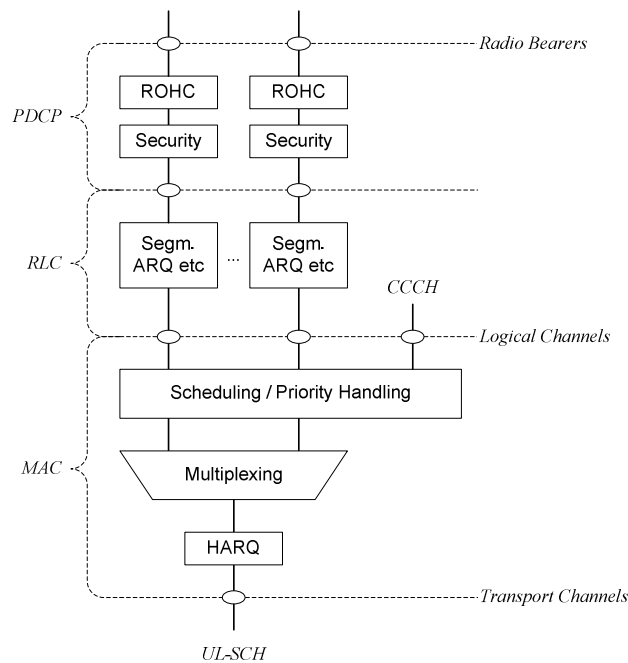 Radio Bearers
ROHC ROHC
PDCP
Security Security
Segm. Segm.
ARQ etc ... ARQ etc
RLC
CCCH
Logical Channels
Scheduling / Priority Handling
MAC
Multiplexing
HARQ
Transport Channels
UL-SCH